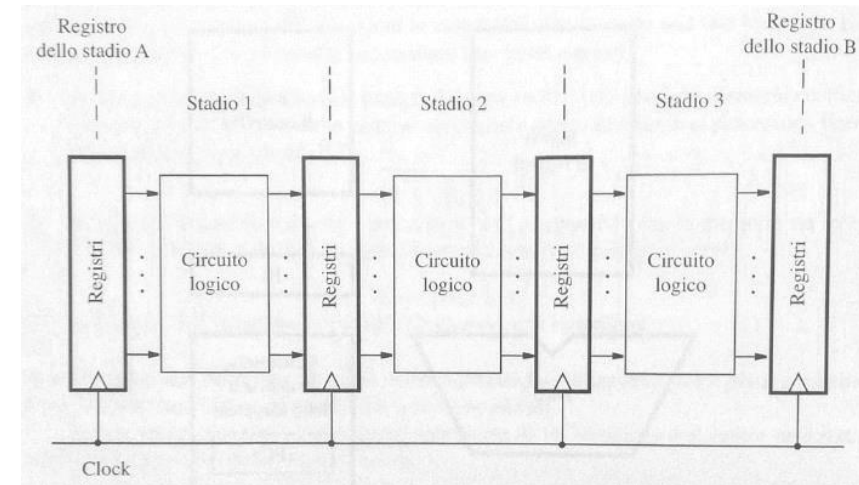 Registro
dello stadio A
Registro
dello stadio B
Stadio 1
Stadio 2
Stadio 3
Registri
Circuito
logico
Registri
Circuito
logico
Registri
Circuito
logico
Registri
Clock